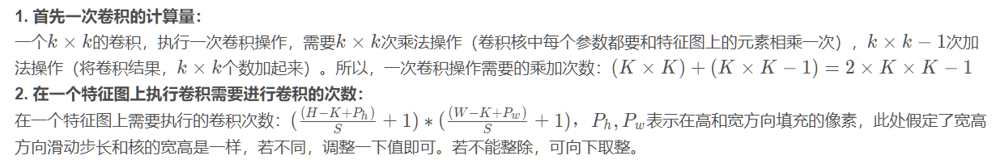 1. 首先一次卷积的计算量：
一个k × k的卷积，执行一次卷积操作，需要k × k次乘法操作（卷积核中每个参数都要和特征图上的元素相乘一次），k × k − 1次加
法操作（将卷积结果，k × k个数加起来）。所以，一次卷积操作需要的乘加次数：(K × K) + (K × K − 1) = 2 × K × K − 1
2. 在一个特征图上执行卷积需要进行卷积的次数：
在一个特征图上需要执行的卷积次数：(\frac{(H−K+P_h)}{S} + 1) ∗ (\frac{(W−K+P_w)}{S} + 1)，P_h, P_w表示在高和宽方向填充的像素，此处假定了宽高
方向滑动步长和核的宽高是一样，若不同，调整一下值即可。若不能整除，可向下取整。